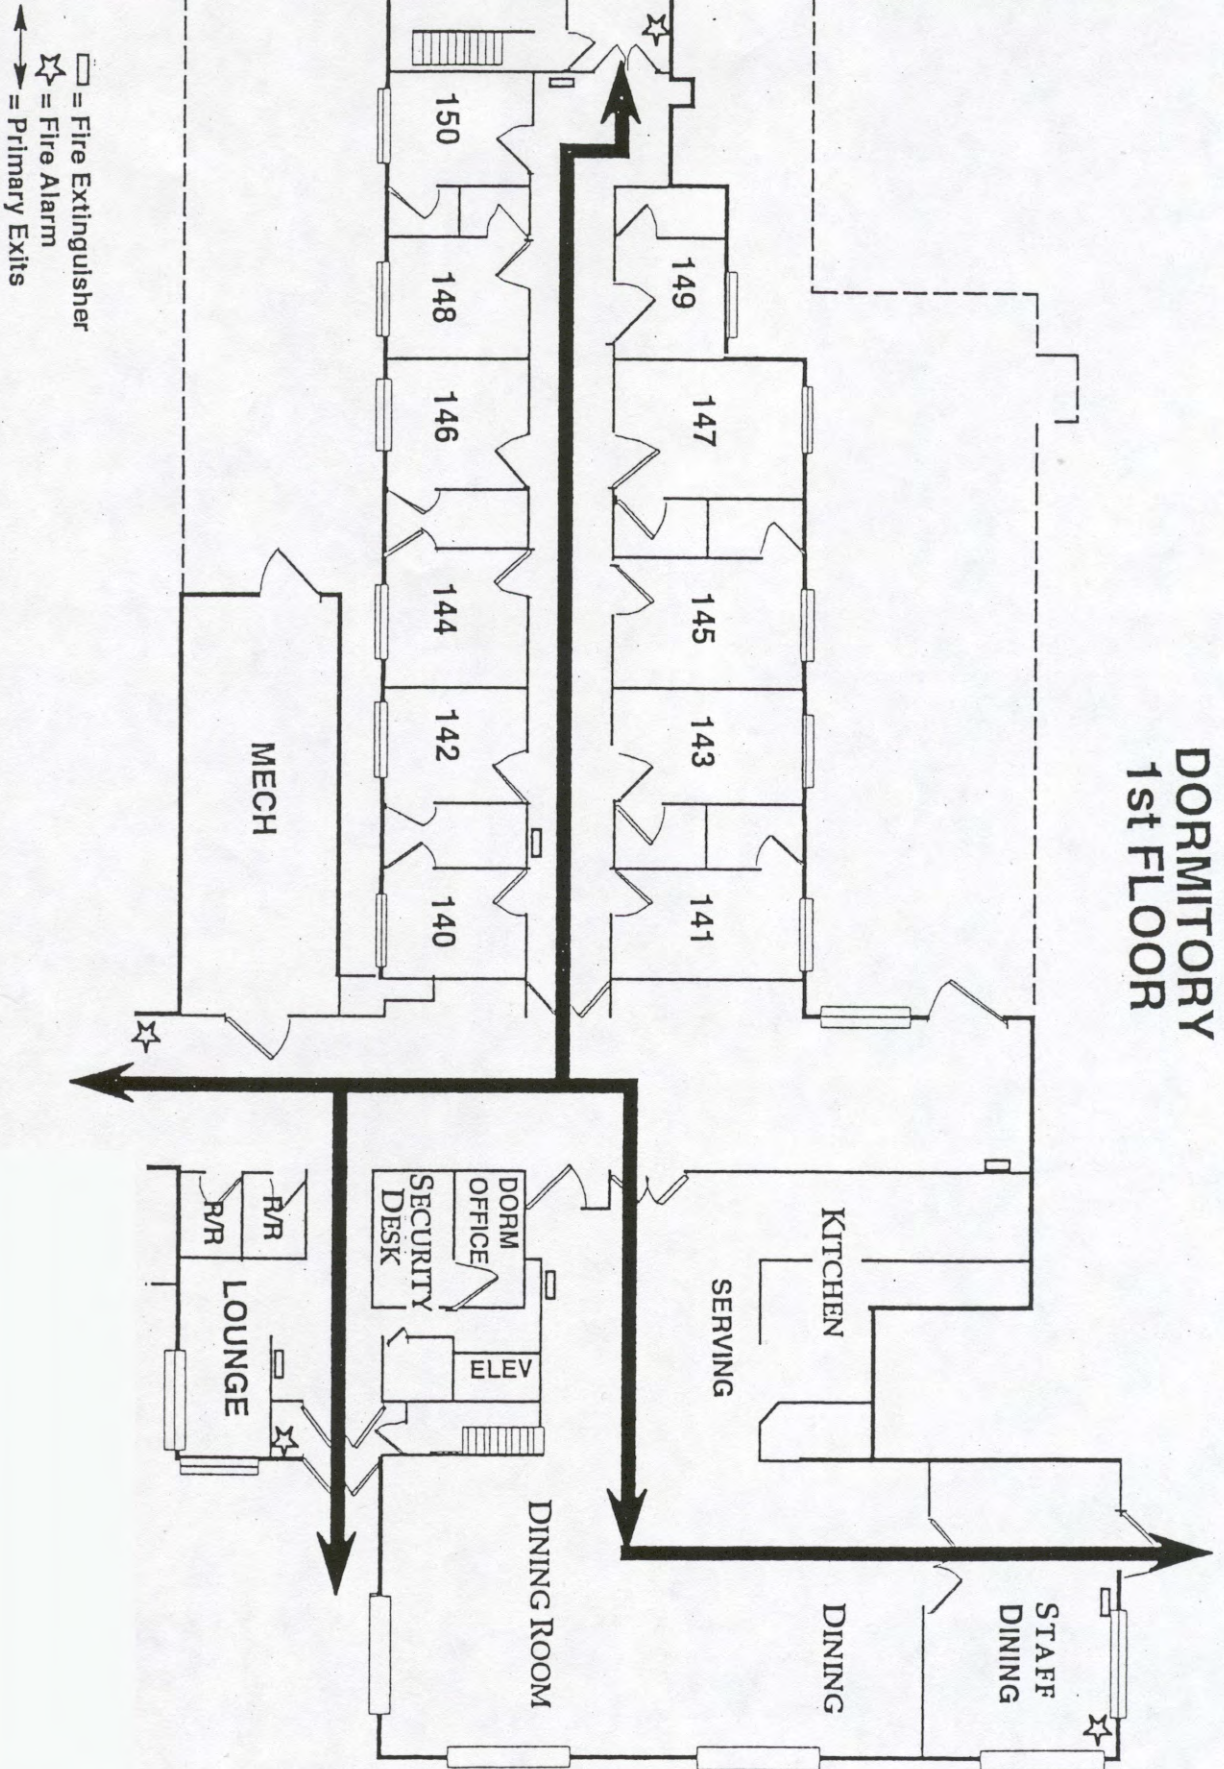 DORMITORY
1st FLOOR
STAFF
DINING
DINING
DINING ROOM
KITCHEN
SERVING
DORM
OFFICE
SECURITY
DESK
ELEV
R/R
R/R
LOUNGE
149
147
145
143
141
150
148
146
144
142
140
MECH
= Fire Extinguisher
= Fire Alarm
= Primary Exits